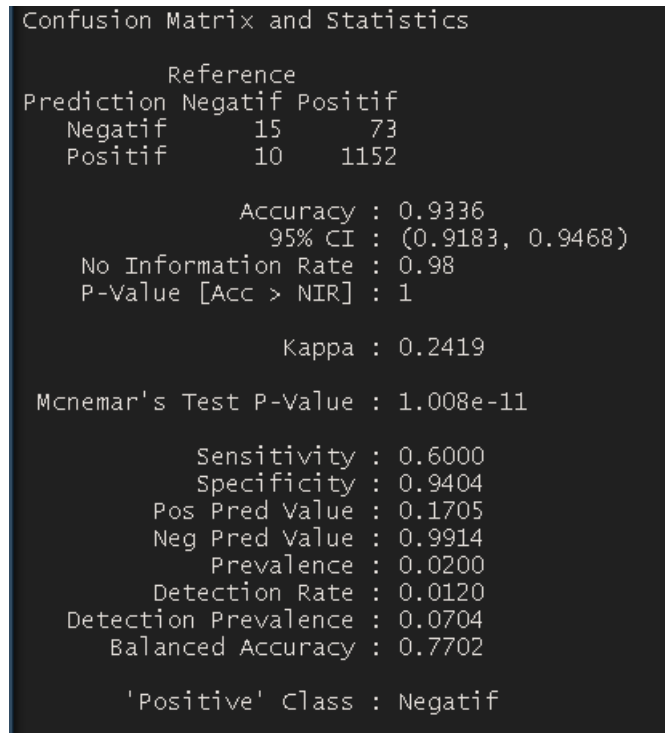 Confusion Matrix and Statistics
Reference
Prediction Negatif Positif
Negatif 15 73
Positif 10 1152
Accuracy : 0.9336
95% CI : (0.9183, 0.9468)
No Information Rate : 0.98
P-Value [Acc > NIR] : 1
Kappa : 0.2419
Mcnemar's Test P-Value : 1.008e-11
Sensitivity : 0.6000
Specificity : 0.9404
Pos Pred Value : 0.1705
Neg Pred Value : 0.9914
Prevalence : 0.0200
Detection Rate : 0.0120
Detection Prevalence : 0.0704
Balanced Accuracy : 0.7702
'Positive' Class : Negatif